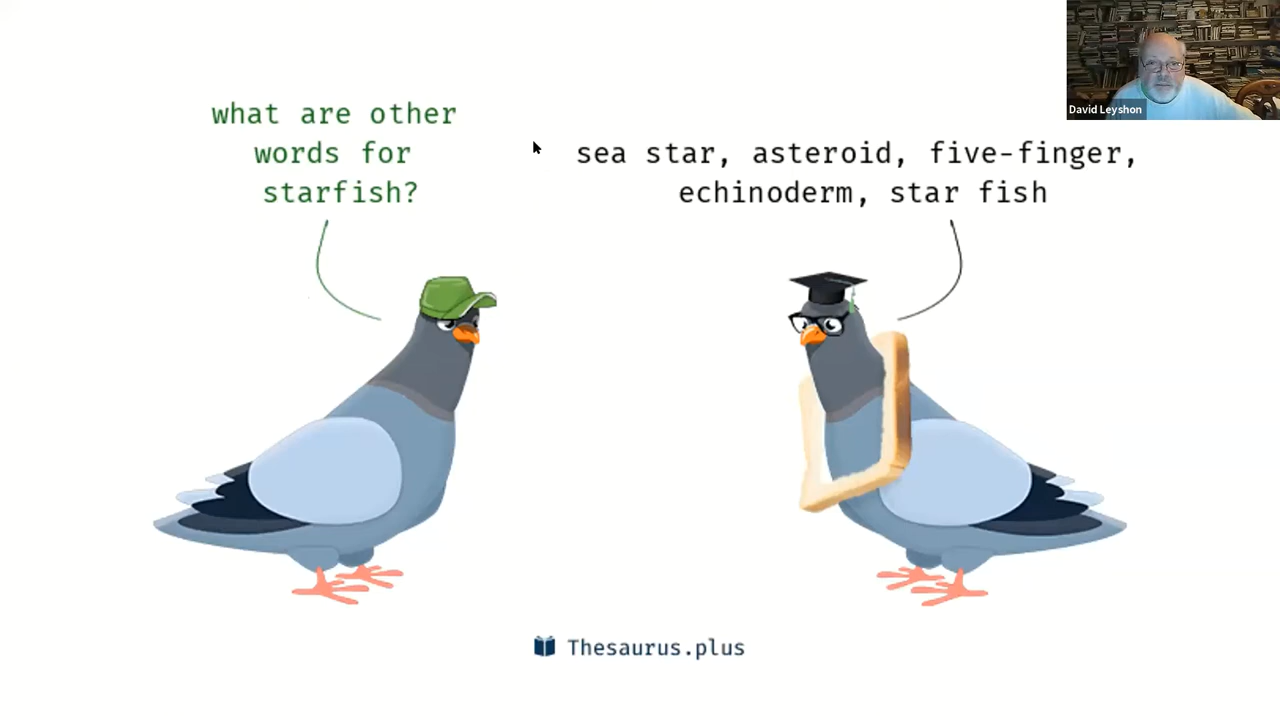 what are other
words for
starfish?
sea star, asteroid, five-finger,
echinoderm, star fish
David Leyshon
Thesaurus.plus